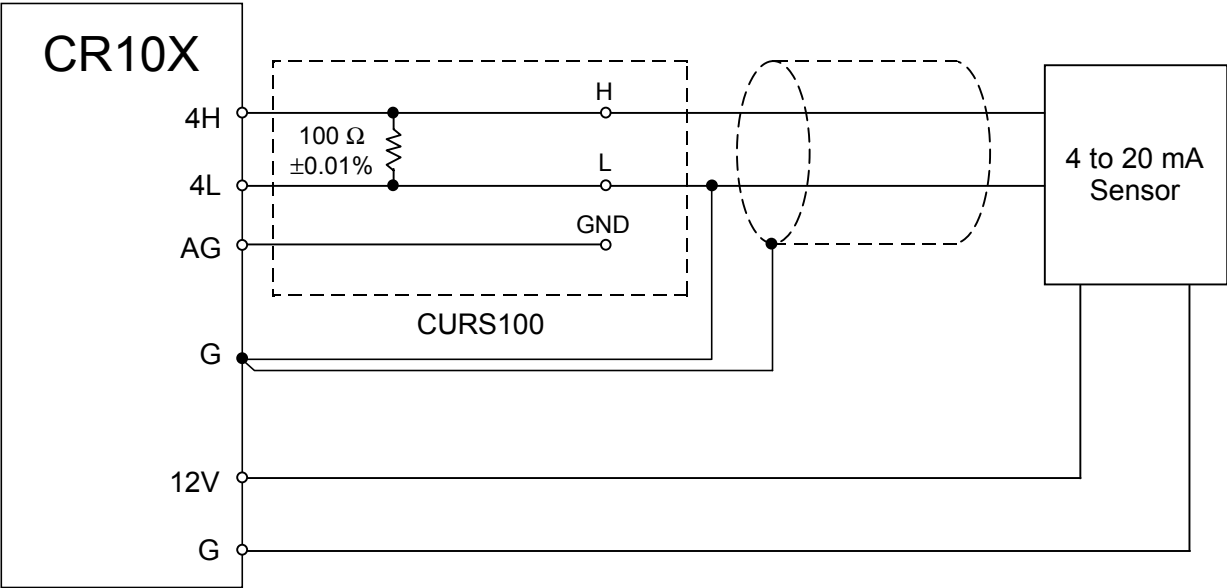 CR10X
4H
100 Ω
±0.01%
H
4L
L
AG
GND
CURS100
4 to 20 mA
Sensor
G
12V
G